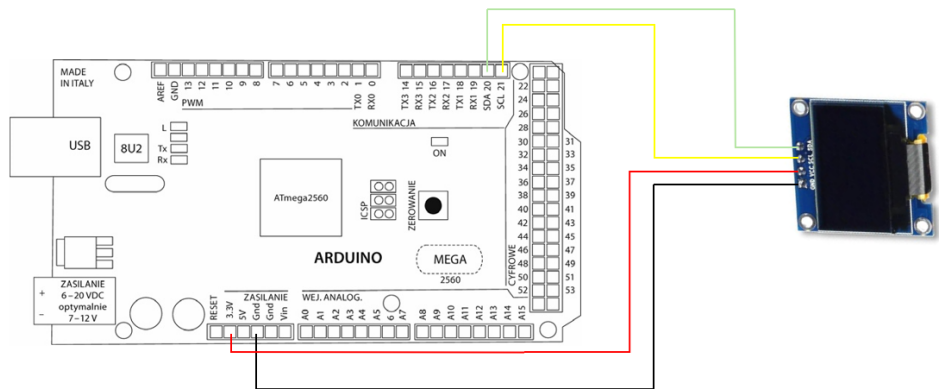 MADE
IN ITALY
AREF
GND
13
12
11
10
9
8
7
6
5
4
3
2
TX0 1
RX0 0
TX3 14
RX3 15
TX2 16
RX2 17
TX1 18
RX1 19
SDA 20
SCL 21
PWM
KOMUNIKACJA
22
24
26
28
30
32
34
36
38
40
42
44
46
48
50
52
31
33
35
37
39
41
43
45
47
49
51
53
USB
8U2
L
Tx
Rx
ON
ATmega2560
ICSP
ZEROWANIE
CYFROWE
ARDUINO
MEGA
2560
ZASILANIE
6–20 VDC
optymalnie
7–12 V
+
–
ZASILANIE
WEJ. ANALOG.
RESET
3.3V
5V
Gnd
Gnd
Vin
A0
A1
A2
A3
A4
A5
6
A7
A8
A9
A10
A11
A12
A13
A14
A15
GND VCC SCL SDA